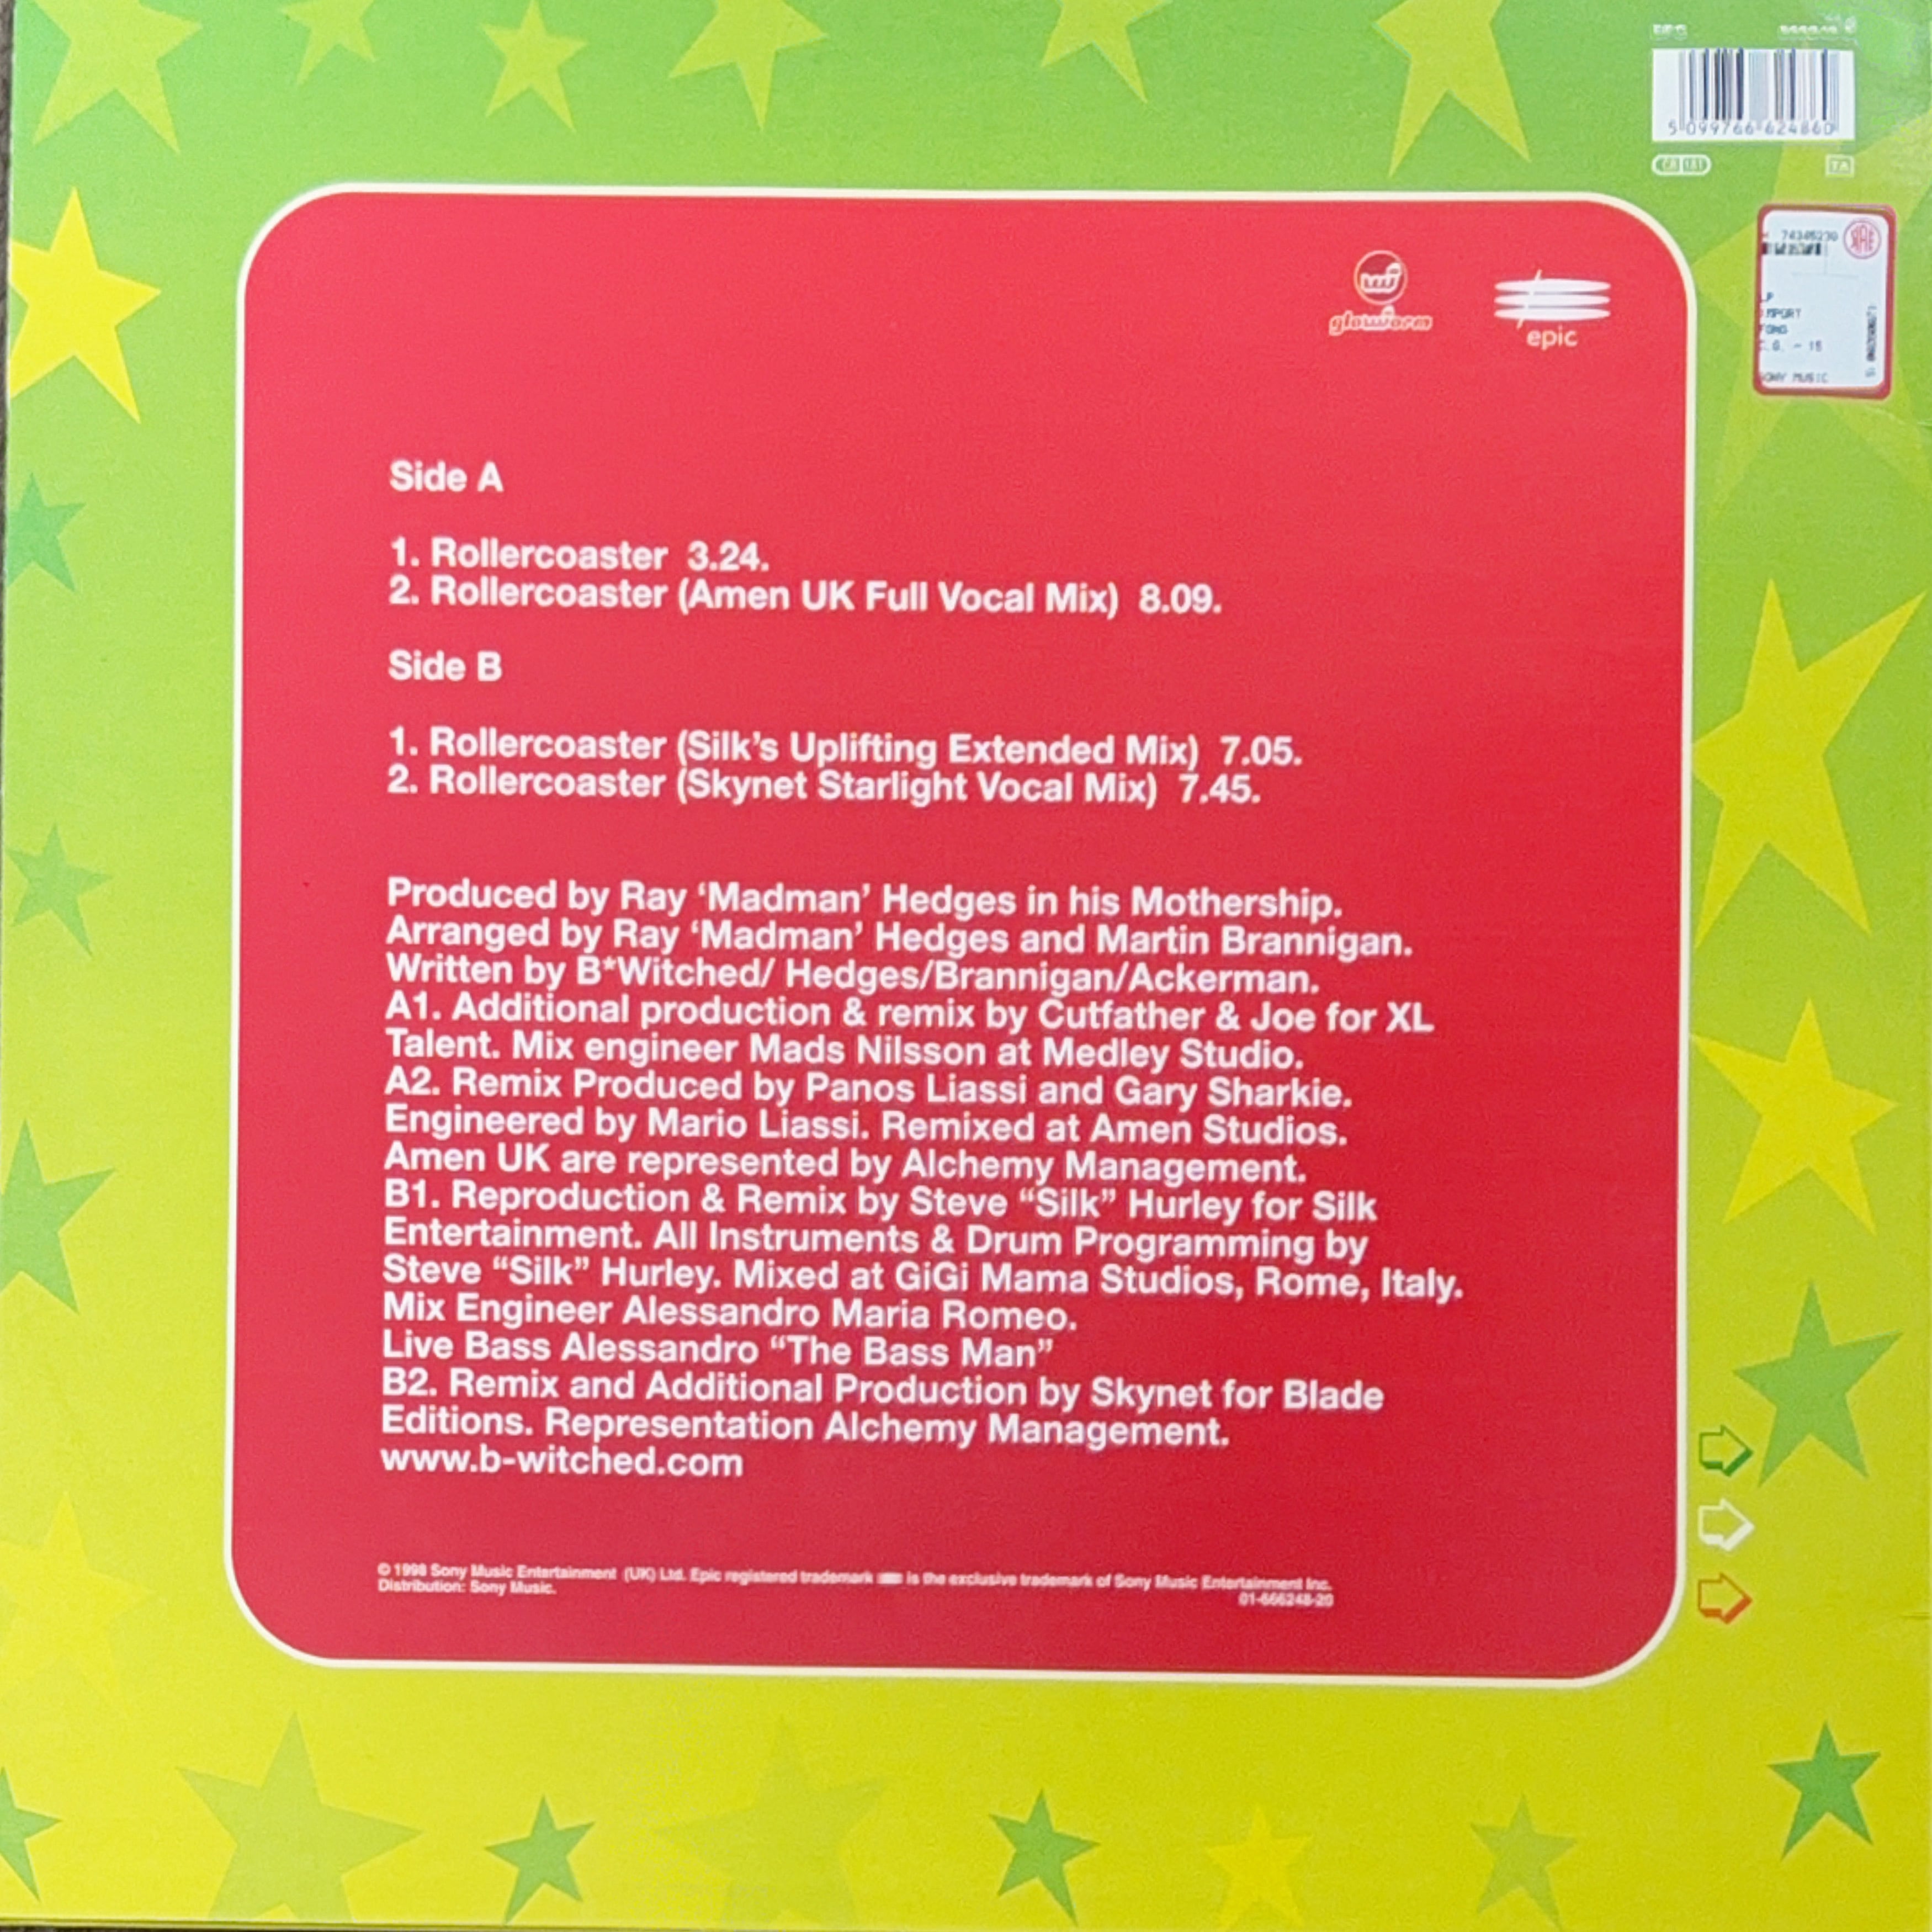 5 099766 624860
CB 181
TA
74345230
IMPORT
C.G. - 15
SONY MUSIC
glowworm
epic
Side A
1. Rollercoaster 3.24.
2. Rollercoaster (Amen UK Full Vocal Mix) 8.09.
Side B
1. Rollercoaster (Silk’s Uplifting Extended Mix) 7.05.
2. Rollercoaster (Skynet Starlight Vocal Mix) 7.45.
Produced by Ray ‘Madman’ Hedges in his Mothership.
Arranged by Ray ‘Madman’ Hedges and Martin Brannigan.
Written by B*Witched/ Hedges/Brannigan/Ackerman.
A1. Additional production & remix by Cutfather & Joe for XL
Talent. Mix engineer Mads Nilsson at Medley Studio.
A2. Remix Produced by Panos Liassi and Gary Sharkie.
Engineered by Mario Liassi. Remixed at Amen Studios.
Amen UK are represented by Alchemy Management.
B1. Reproduction & Remix by Steve “Silk” Hurley for Silk
Entertainment. All Instruments & Drum Programming by
Steve “Silk” Hurley. Mixed at GiGi Mama Studios, Rome, Italy.
Mix Engineer Alessandro Maria Romeo.
Live Bass Alessandro “The Bass Man”
B2. Remix and Additional Production by Skynet for Blade
Editions. Representation Alchemy Management.
www.b-witched.com
© 1998 Sony Music Entertainment (UK) Ltd. Epic registered trademark is the exclusive trademark of Sony Music Entertainment Inc.
Distribution: Sony Music.
01-666248-20